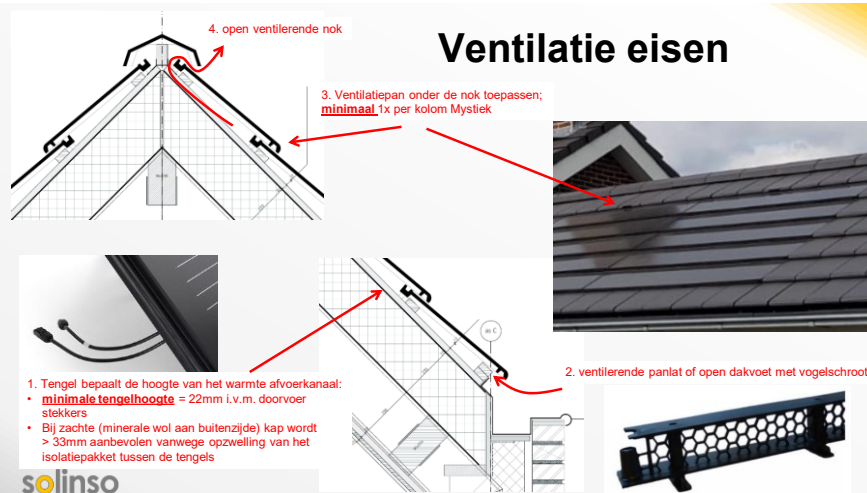 Ventilatie eisen
4. open ventilerende nok
3. Ventilatiepan onder de nok toepassen;
minimaal 1x per kolom Mystiek
as C
1. Tengel bepaalt de hoogte van het warmte afvoerkanaal:
• minimale tengelhoogte = 22mm i.v.m. doorvoer
stekkers
• Bij zachte (minerale wol aan buitenzijde) kap wordt
> 33mm aanbevolen vanwege opzwelling van het
isolatiepakket tussen de tengels
2. ventilerende panlat of open dakvoet met vogelschroot
solinso